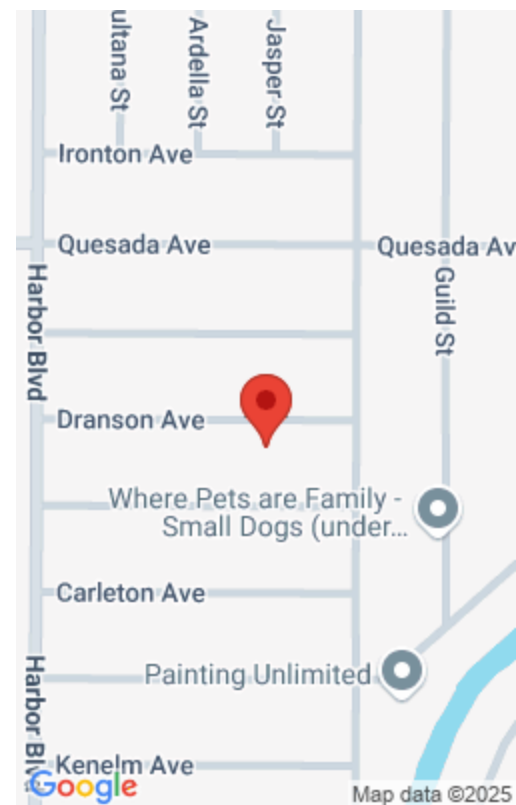 ultana St
Ardella St
Jasper St
Ironton Ave
Quesada Ave
Quesada Av
Harbor Blvd
Guild St
Dranson Ave
Where Pets are Family -
Small Dogs (under...
Carleton Ave
Painting Unlimited
Harbor Blv
Kenelm Ave
Google
Map data ©2025